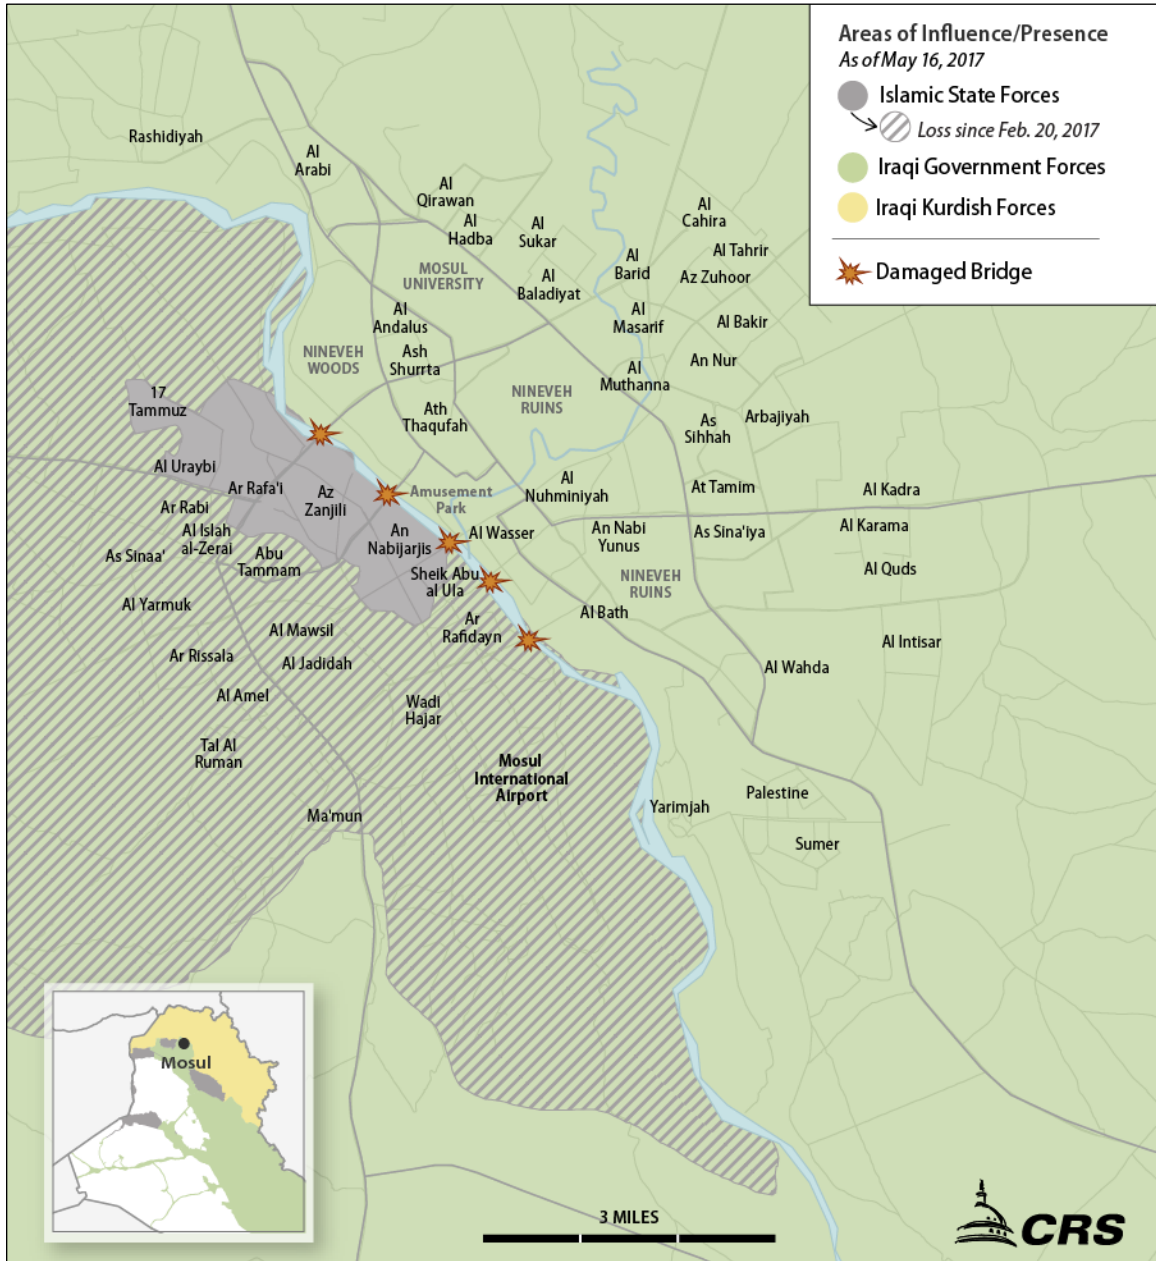 Areas of Influence/Presence
As of May 16, 2017
Islamic State Forces
Loss since Feb. 20, 2017
Iraqi Government Forces
Iraqi Kurdish Forces
Damaged Bridge
Rashidiyah
Al
Arabi
Al
Qirawan
Al
Hadba
Al
Sukar
Al
Cahira
Al Tahrir
Al
Barid
Az Zuhoor
MOSUL
UNIVERSITY
Al
Baladiyat
Al
Andalus
Al
Masarif
Al Bakir
NINEVEH
WOODS
Ash
Shurrta
An Nur
Al
Muthanna
17
Tammuz
NINEVEH
RUINS
Ath
Thaqufah
As
Sihhah
Arbajiyah
Al Uraybi
Ar Rafa'i
Az
Zanjili
Amusement
Park
Al
Nuhminiyah
At Tamim
Al Kadra
Ar Rabi
Al Islah
al-Zerai
An
Nabijarjis
Al Wasser
An Nabi
Yunus
As Sina'iya
Al Karama
As Sinaa'
Abu
Tammam
Sheik Abu
al Ula
NINEVEH
RUINS
Al Quds
Al Yarmuk
Al Mawsil
Ar
Rafidayn
Al Bath
Al Intisar
Ar Rissala
Al Jadidah
Al Wahda
Al Amel
Wadi
Hajar
Tal Al
Ruman
Mosul
International
Airport
Ma'mun
Yarimjah
Palestine
Sumer
Mosul
3 MILES
CRS